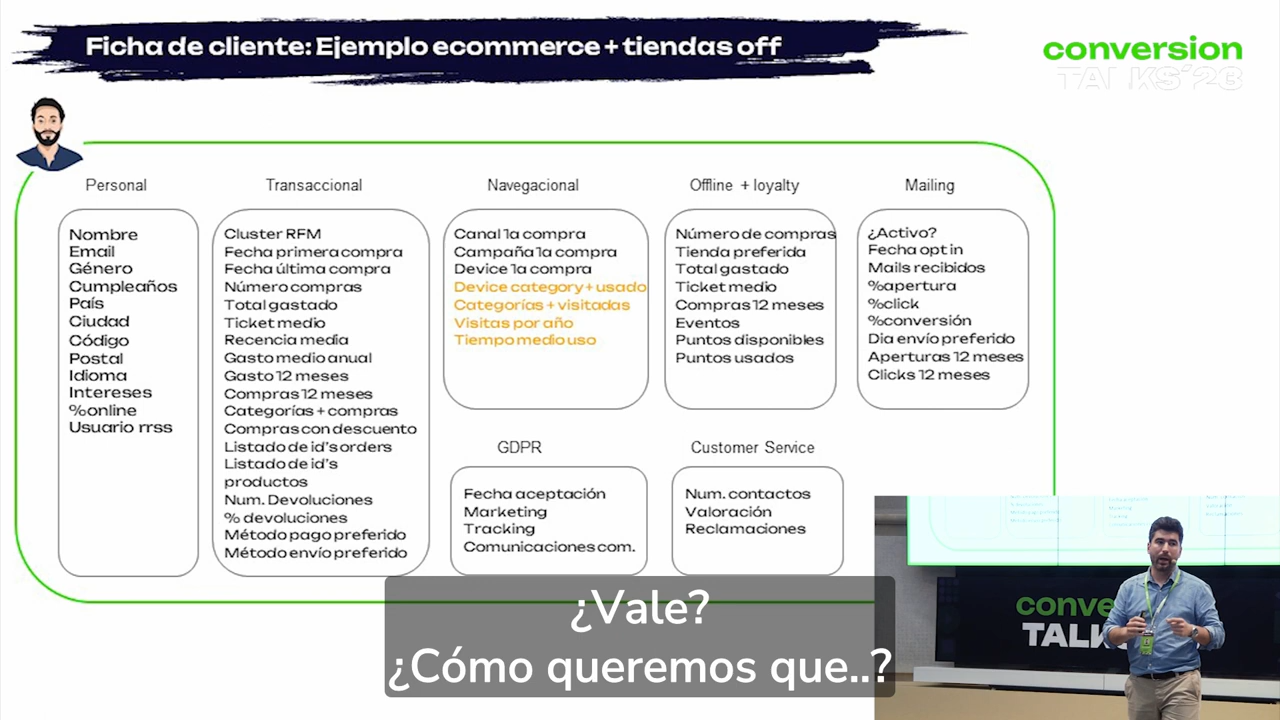 Ficha de cliente: Ejemplo ecommerce + tiendas off
conversion
TALKS'23
Personal
Nombre
Email
Género
Cumpleaños
País
Ciudad
Código
Postal
Idioma
Intereses
%online
Usuario rrss
Transaccional
Cluster RFM
Fecha primera compra
Fecha última compra
Número compras
Total gastado
Ticket medio
Recencia media
Gasto medio anual
Gasto 12 meses
Compras 12 meses
Categorías + compras
Compras con descuento
Listado de id's orders
Listado de id's
productos
Num. Devoluciones
% devoluciones
Método pago preferido
Método envío preferido
Navegacional
Canal 1a compra
Campaña 1a compra
Device 1a compra
Device category + usado
Categorías + visitadas
Visitas por año
Tiempo medio uso
Offline + loyalty
Número de compras
Tienda preferida
Total gastado
Ticket medio
Compras 12 meses
Eventos
Puntos disponibles
Puntos usados
Mailing
¿Activo?
Fecha opt in
Mails recibidos
%apertura
%click
%conversión
Dia envío preferido
Aperturas 12 meses
Clicks 12 meses
GDPR
Fecha aceptación
Marketing
Tracking
Comunicaciones com.
Customer Service
Num. contactos
Valoración
Reclamaciones
conve
TALK
¿Vale?
¿Cómo queremos que..?